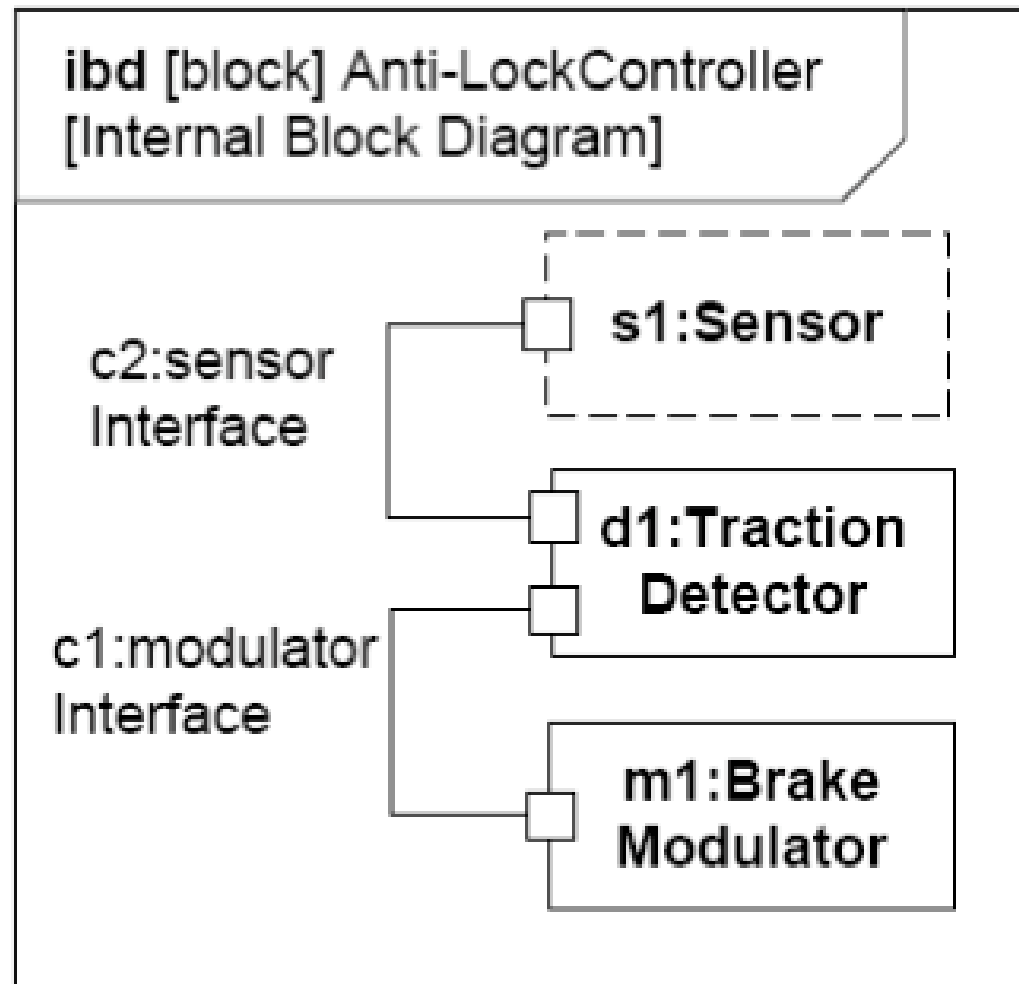 ibd [block] Anti-LockController
[Internal Block Diagram]
s1:Sensor
c2:sensor
Interface
d1:Traction
Detector
c1:modulator
Interface
m1:Brake
Modulator